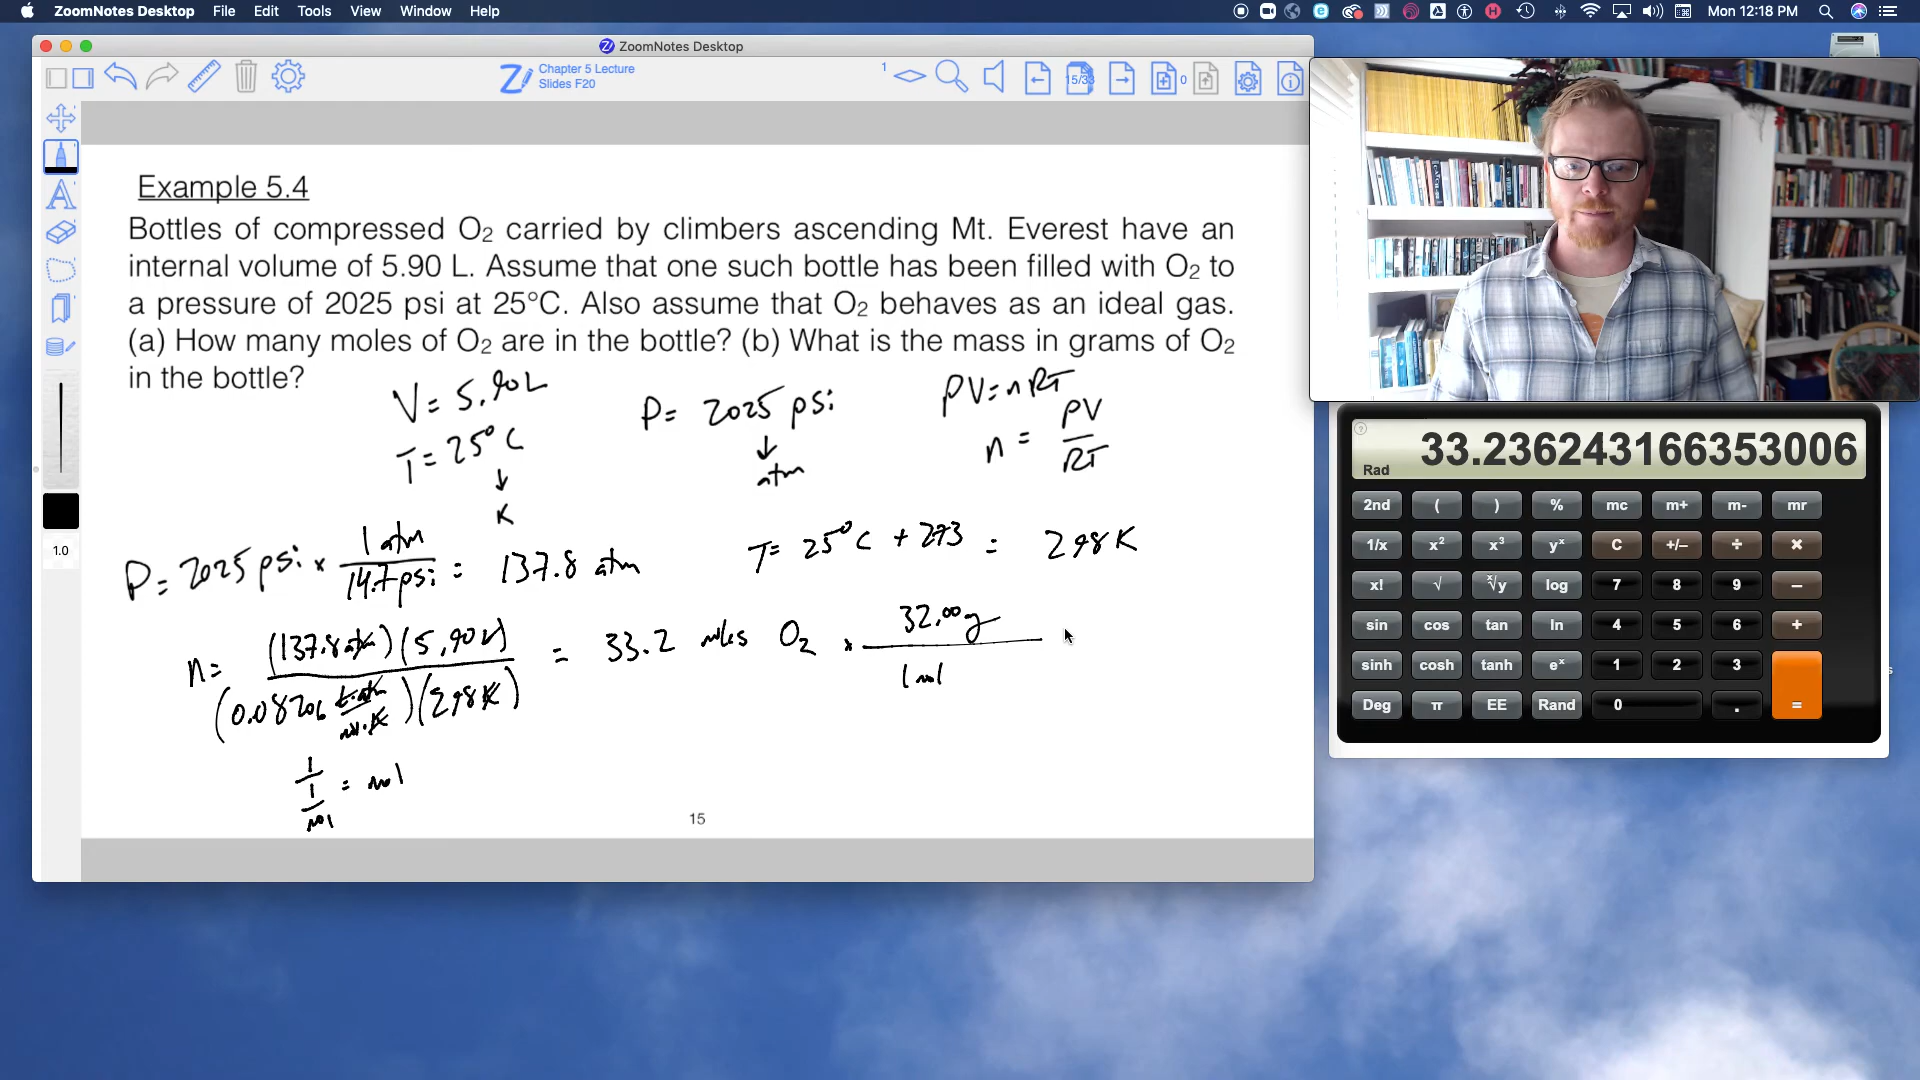 ZoomNotes Desktop File Edit Tools View Window Help Mon 12:18 PM
ZoomNotes Desktop
Chapter 5 Lecture
Slides F20
1
15/33
0
Example 5.4
Bottles of compressed O₂ carried by climbers ascending Mt. Everest have an
internal volume of 5.90 L. Assume that one such bottle has been filled with O₂ to
a pressure of 2025 psi at 25°C. Also assume that O₂ behaves as an ideal gas.
(a) How many moles of O₂ are in the bottle? (b) What is the mass in grams of O₂
in the bottle?
V = 5.90 L
T = 25°C
↓
K
P = 2025 psi
↓
atm
PV = nRT
n = PV / RT
P = 2025 psi × 1 atm / 14.7 psi = 137.8 atm
T = 25°C + 273 = 298 K
n = (137.8 atm)(5.90 L) / (0.08206 L·atm / mol·K)(298 K) = 33.2 moles O₂ × 32.00 g / 1 mol
1 / 1 / mol = mol
15
1.0
33.236243166353006
Rad
2nd ( ) % mc m+ m- mr
1/x x² x³ yˣ C +/− ÷ ×
x! √ ˣ√y log 7 8 9 −
sin cos tan ln 4 5 6 +
sinh cosh tanh eˣ 1 2 3
Deg π EE Rand 0 . =